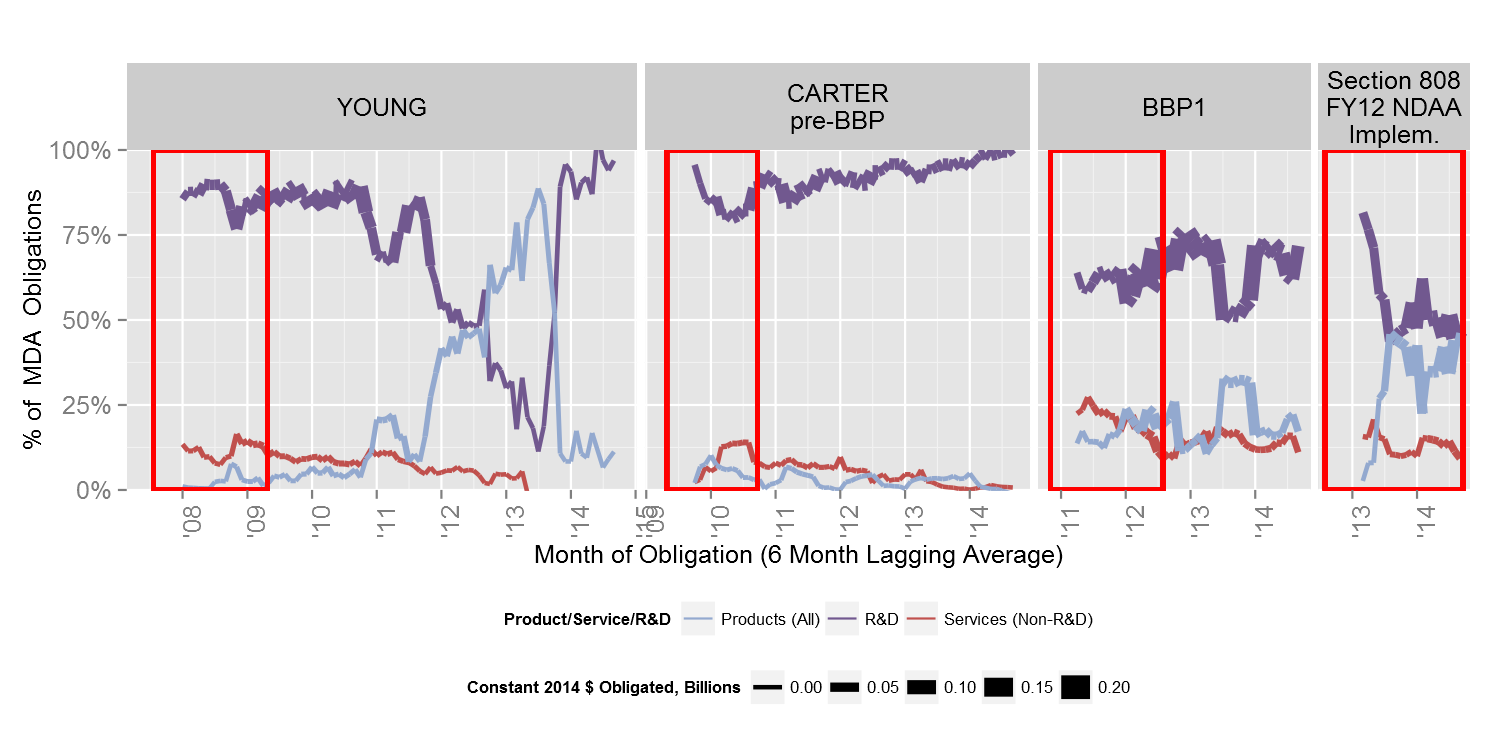 YOUNG
CARTER
pre-BBP
BBP1
Section 808
FY12 NDAA
Implem.
% of MDA Obligations
100%
75%
50%
25%
0%
'08 '09 '10 '11 '12 '13 '14 '15
'09 '10 '11 '12 '13 '14
'11 '12 '13 '14
'13 '14
Month of Obligation (6 Month Lagging Average)
Product/Service/R&D Products (All) R&D Services (Non-R&D)
Constant 2014 $ Obligated, Billions 0.00 0.05 0.10 0.15 0.20